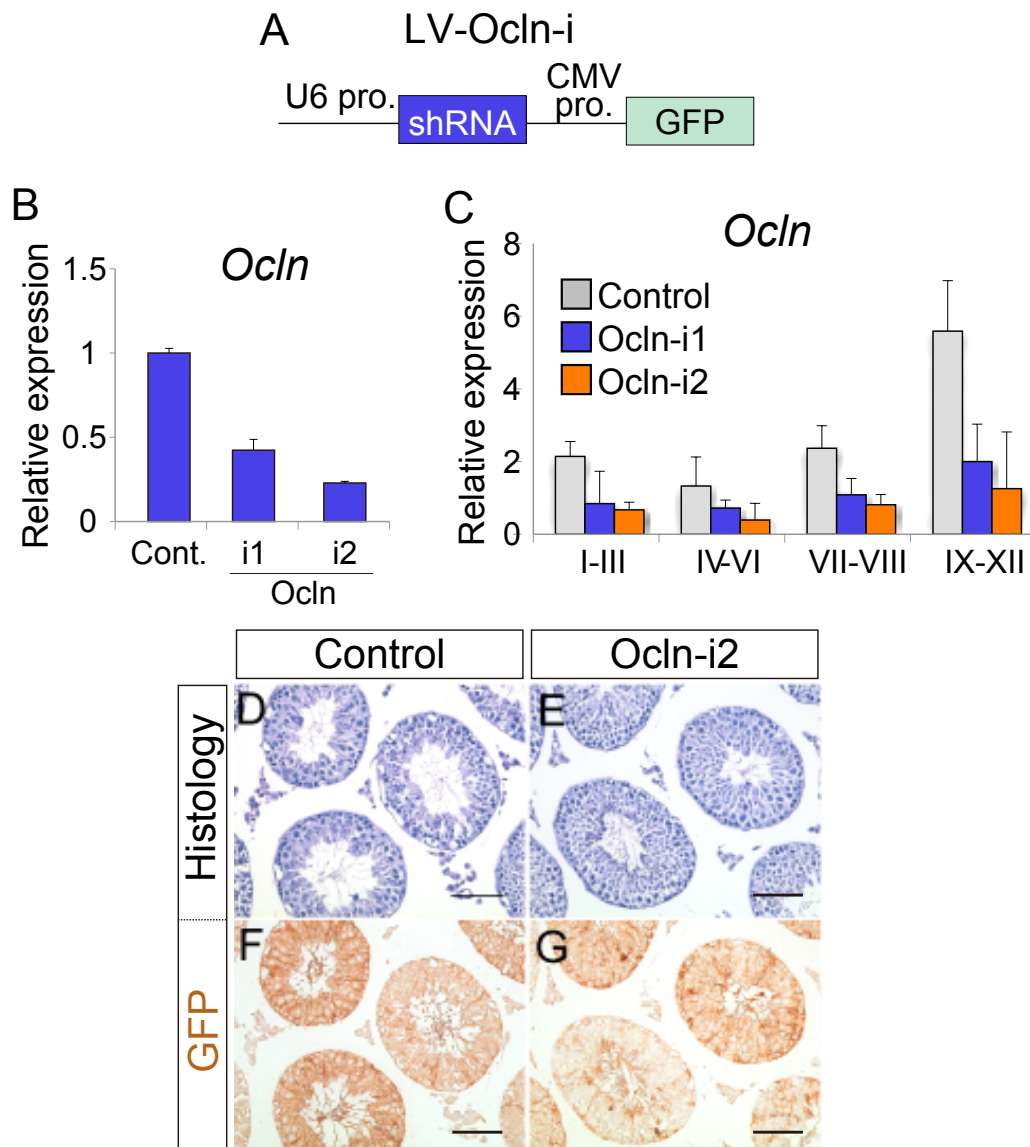 A
LV-Ocln-i
U6 pro.
shRNA
CMV
pro.
GFP
B
Ocln
Relative expression
1.5
1
0.5
0
Cont.
i1
i2
Ocln
C
Ocln
Relative expression
8
6
4
2
0
Control
Ocln-i1
Ocln-i2
I-III
IV-VI
VII-VIII
IX-XII
Control
Ocln-i2
Histology
D
E
GFP
F
G